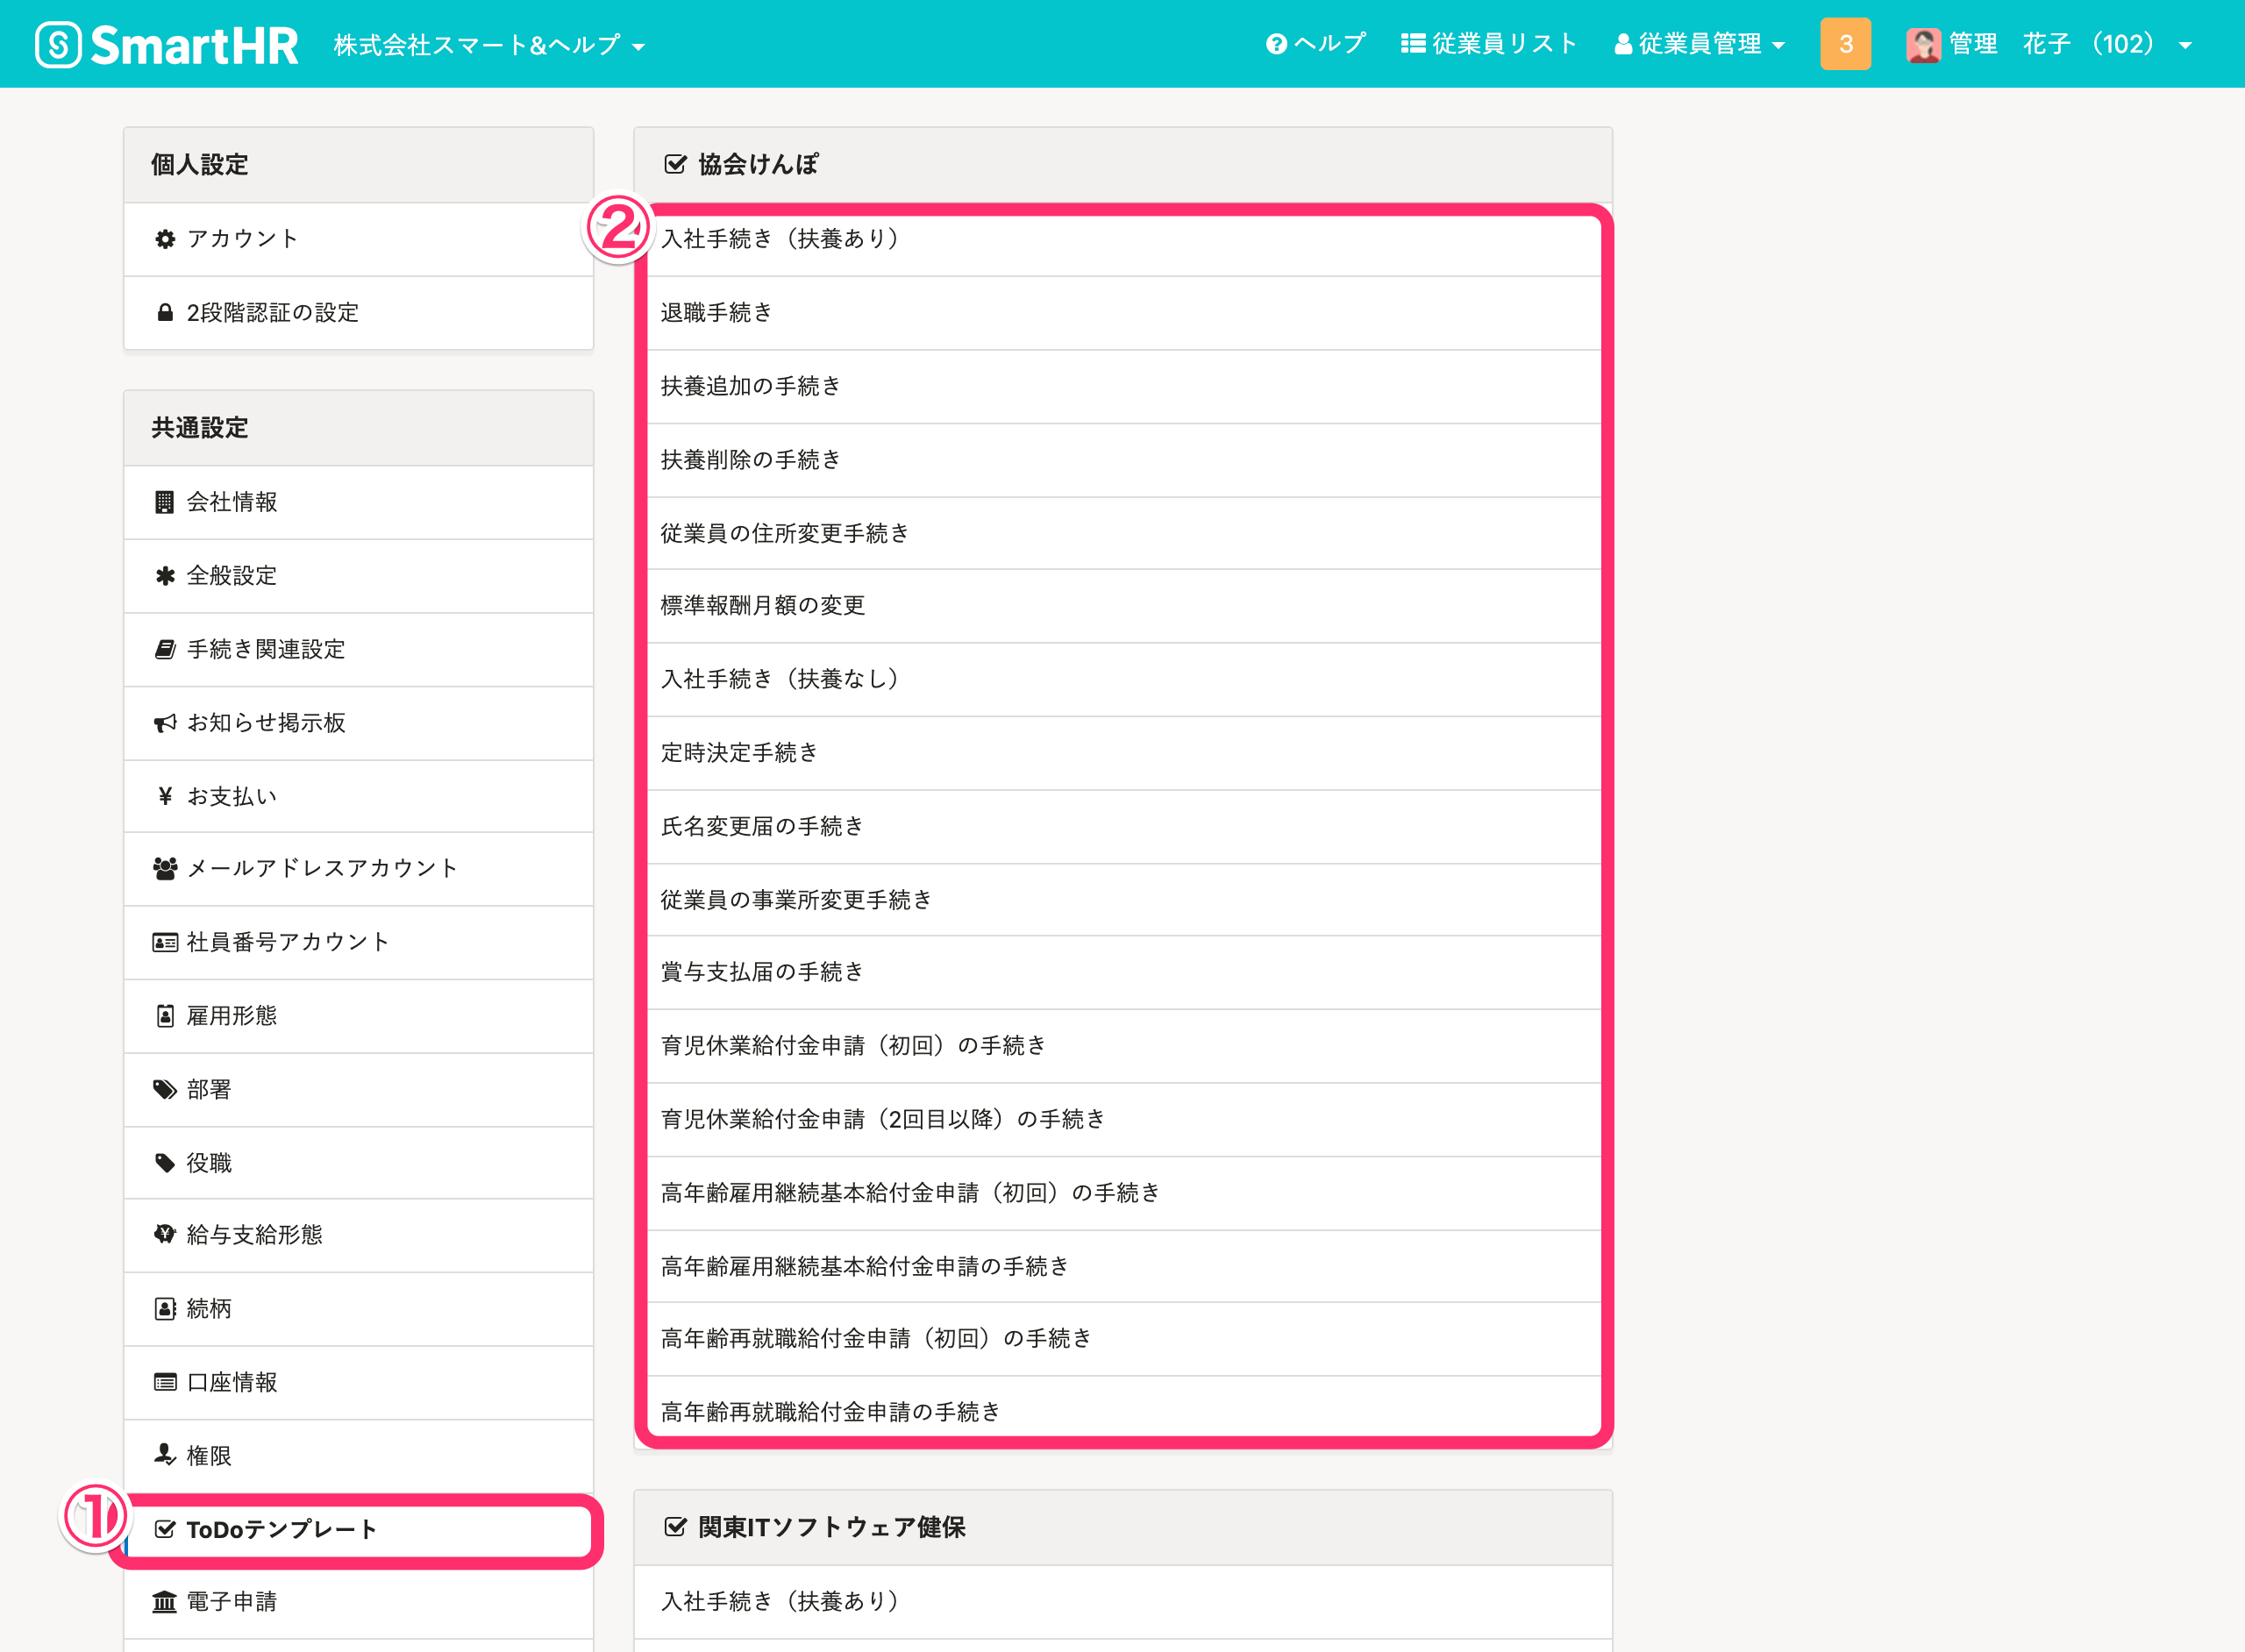 SmartHR 株式会社スマート&ヘルプ ヘルプ 従業員リスト 従業員管理 3 管理 花子 （102）
個人設定
アカウント
2段階認証の設定
共通設定
会社情報
全般設定
手続き関連設定
お知らせ掲示板
¥ お支払い
メールアドレスアカウント
社員番号アカウント
雇用形態
部署
役職
給与支給形態
続柄
口座情報
権限
①
ToDoテンプレート
電子申請
協会けんぽ
②
入社手続き（扶養あり）
退職手続き
扶養追加の手続き
扶養削除の手続き
従業員の住所変更手続き
標準報酬月額の変更
入社手続き（扶養なし）
定時決定手続き
氏名変更届の手続き
従業員の事業所変更手続き
賞与支払届の手続き
育児休業給付金申請（初回）の手続き
育児休業給付金申請（2回目以降）の手続き
高年齢雇用継続基本給付金申請（初回）の手続き
高年齢雇用継続基本給付金申請の手続き
高年齢再就職給付金申請（初回）の手続き
高年齢再就職給付金申請の手続き
関東ITソフトウェア健保
入社手続き（扶養あり）